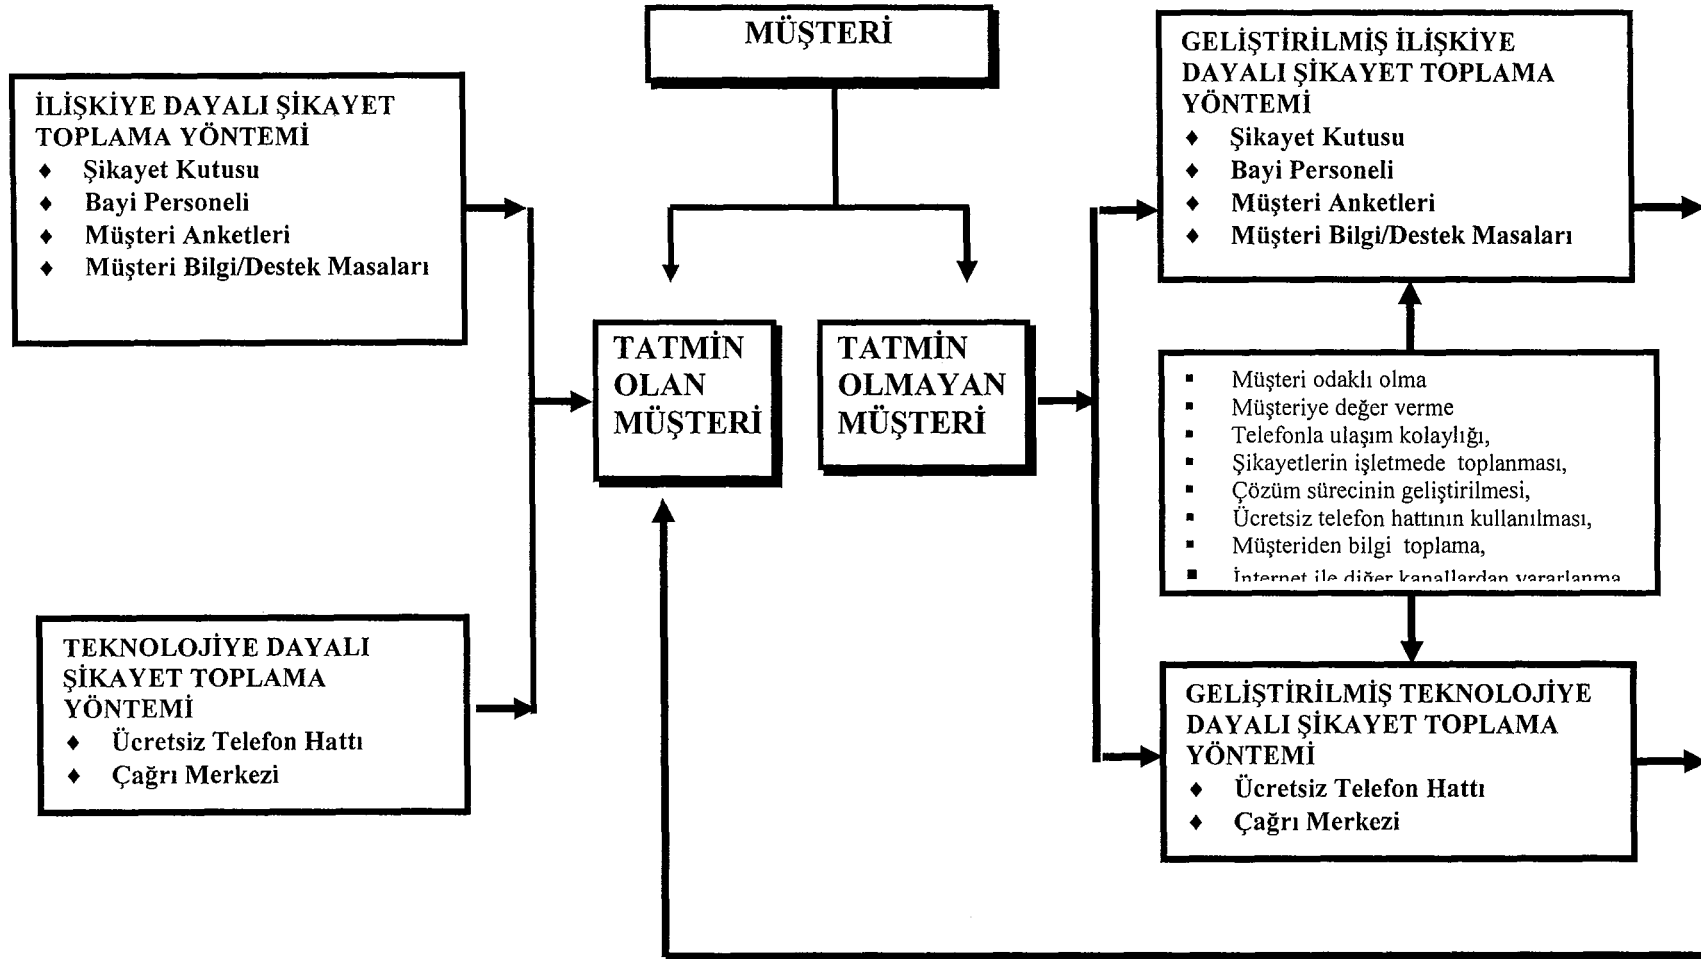 MÜŞTERİ
İLİŞKİYE DAYALI ŞİKAYET
TOPLAMA YÖNTEMİ
♦ Şikayet Kutusu
♦ Bayi Personeli
♦ Müşteri Anketleri
♦ Müşteri Bilgi/Destek Masaları
TEKNOLOJİYE DAYALI
ŞİKAYET TOPLAMA
YÖNTEMİ
♦ Ücretsiz Telefon Hattı
♦ Çağrı Merkezi
TATMİN
OLAN
MÜŞTERİ
TATMİN
OLMAYAN
MÜŞTERİ
GELİŞTİRİLMİŞ İLİŞKİYE
DAYALI ŞİKAYET TOPLAMA
YÖNTEMİ
♦ Şikayet Kutusu
♦ Bayi Personeli
♦ Müşteri Anketleri
♦ Müşteri Bilgi/Destek Masaları
▪ Müşteri odaklı olma
▪ Müşteriye değer verme
▪ Telefonla ulaşım kolaylığı,
▪ Şikayetlerin işletmede toplanması,
▪ Çözüm sürecinin geliştirilmesi,
▪ Ücretsiz telefon hattının kullanılması,
▪ Müşteriden bilgi toplama,
▪ İnternet ile diğer kanallardan yararlanma
GELİŞTİRİLMİŞ TEKNOLOJİYE
DAYALI ŞİKAYET TOPLAMA
YÖNTEMİ
♦ Ücretsiz Telefon Hattı
♦ Çağrı Merkezi